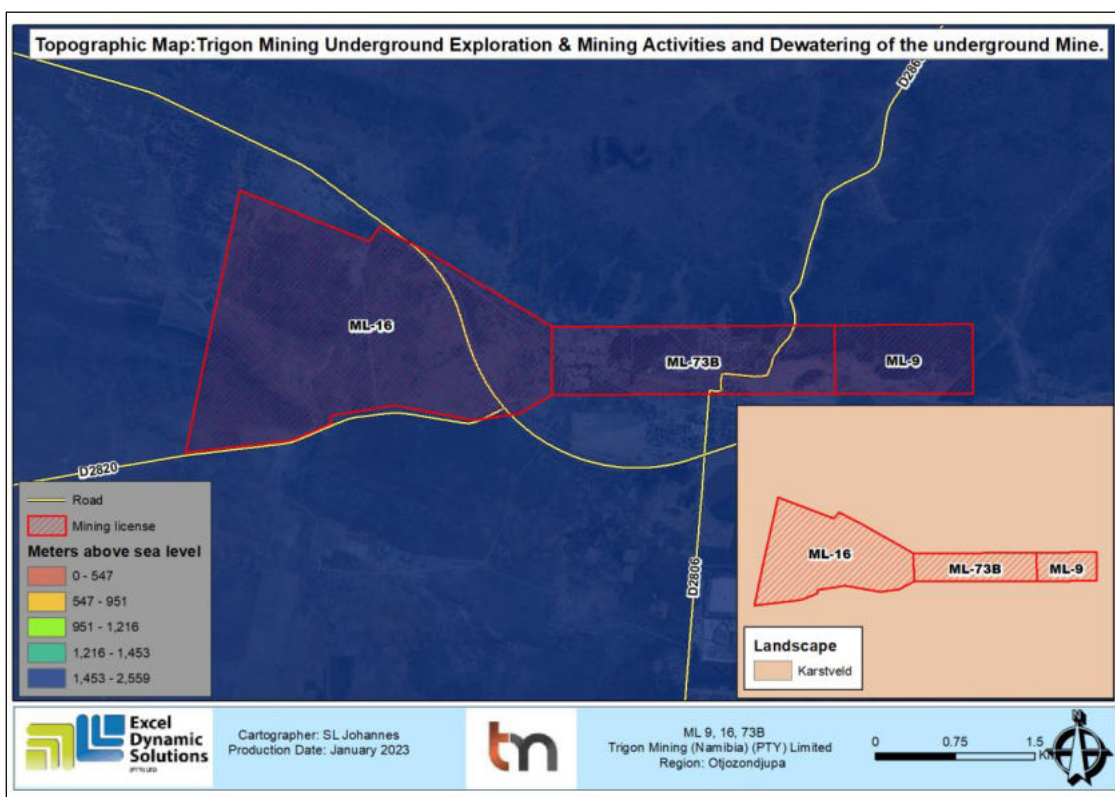 Topographic Map:Trigon Mining Underground Exploration & Mining Activities and Dewatering of the underground Mine.
ML-16
ML-73B
ML-9
D2820
D2806
Road
Mining license
Meters above sea level
0 - 547
547 - 951
951 - 1,216
1,216 - 1,453
1,453 - 2,559
ML-16
ML-73B
ML-9
Landscape
Karstveld
Excel
Dynamic
Solutions
(PTY) LTD
Cartographer: SL Johannes
Production Date: January 2023
tm
ML 9, 16, 73B
Trigon Mining (Namibia) (PTY) Limited
Region: Otjozondjupa
0 0.75 1.5
N